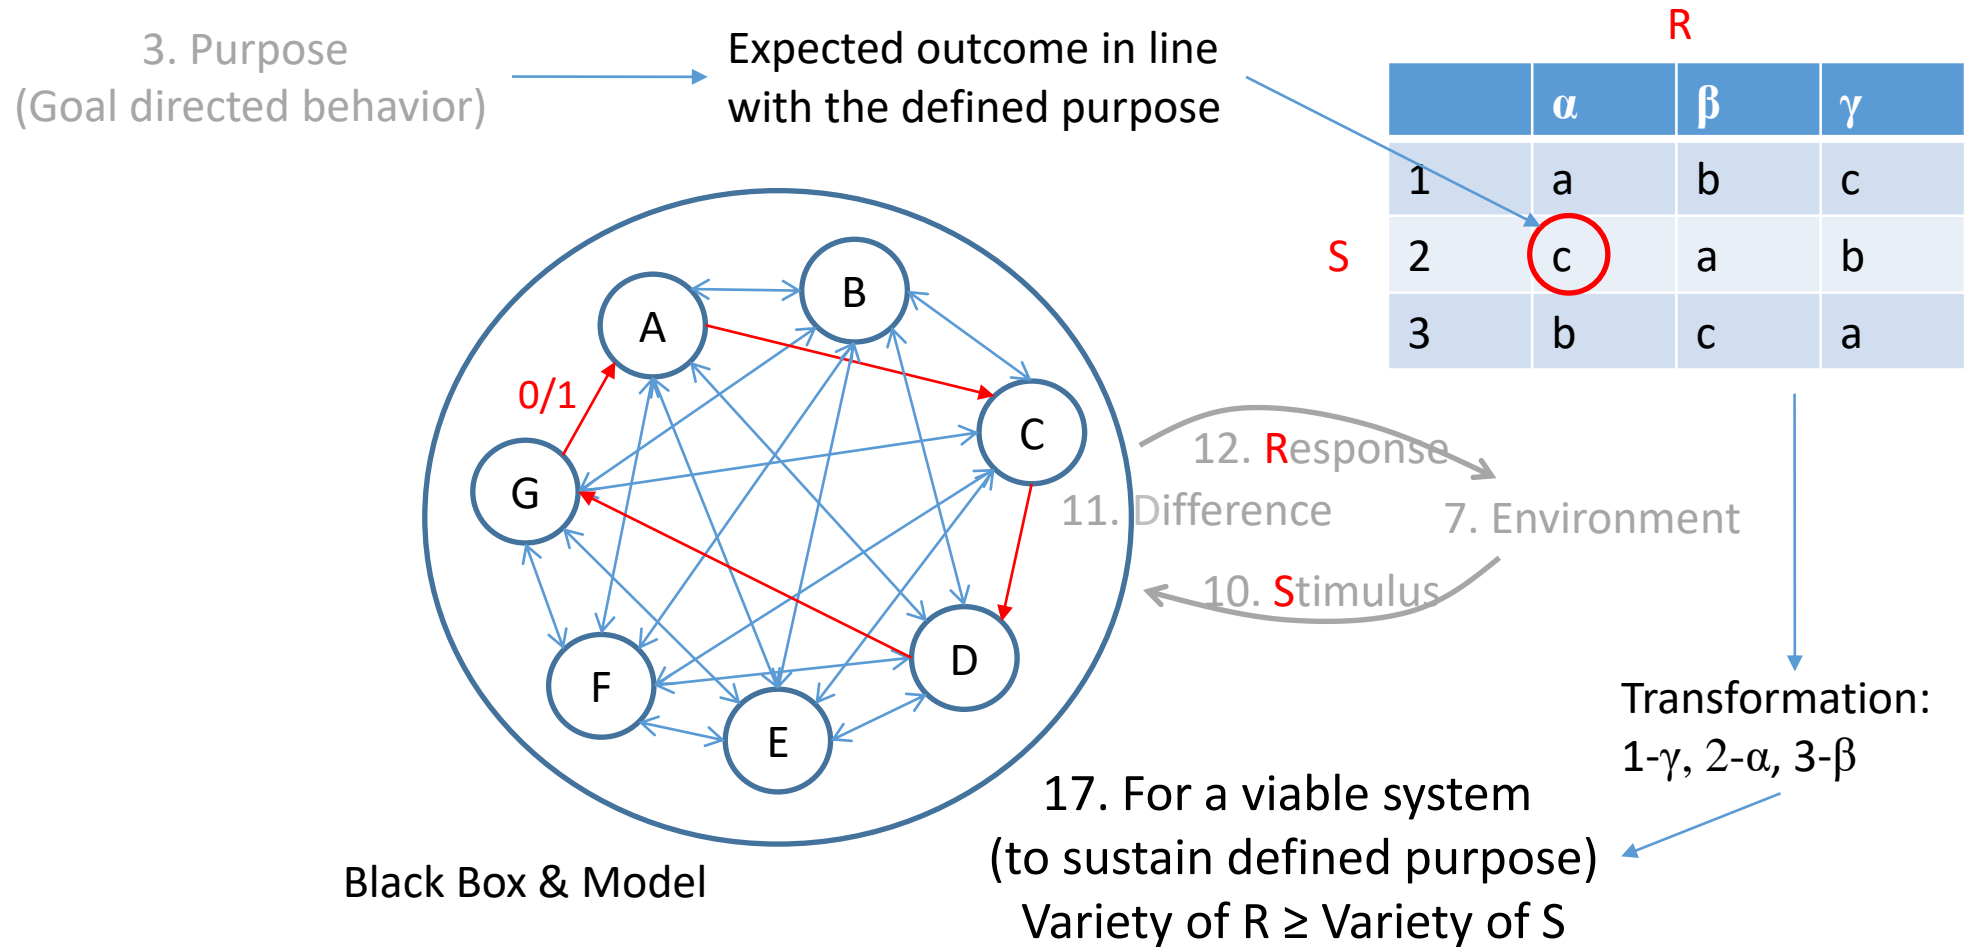 3. Purpose
(Goal directed behavior)
Expected outcome in line
with the defined purpose
R
α β γ
1 a b c
S
2 c a b
3 b c a
A
B
C
D
E
F
G
0/1
12. Response
11. Difference
7. Environment
10. Stimulus
Transformation:
1-γ, 2-α, 3-β
17. For a viable system
(to sustain defined purpose)
Variety of R ≥ Variety of S
Black Box & Model